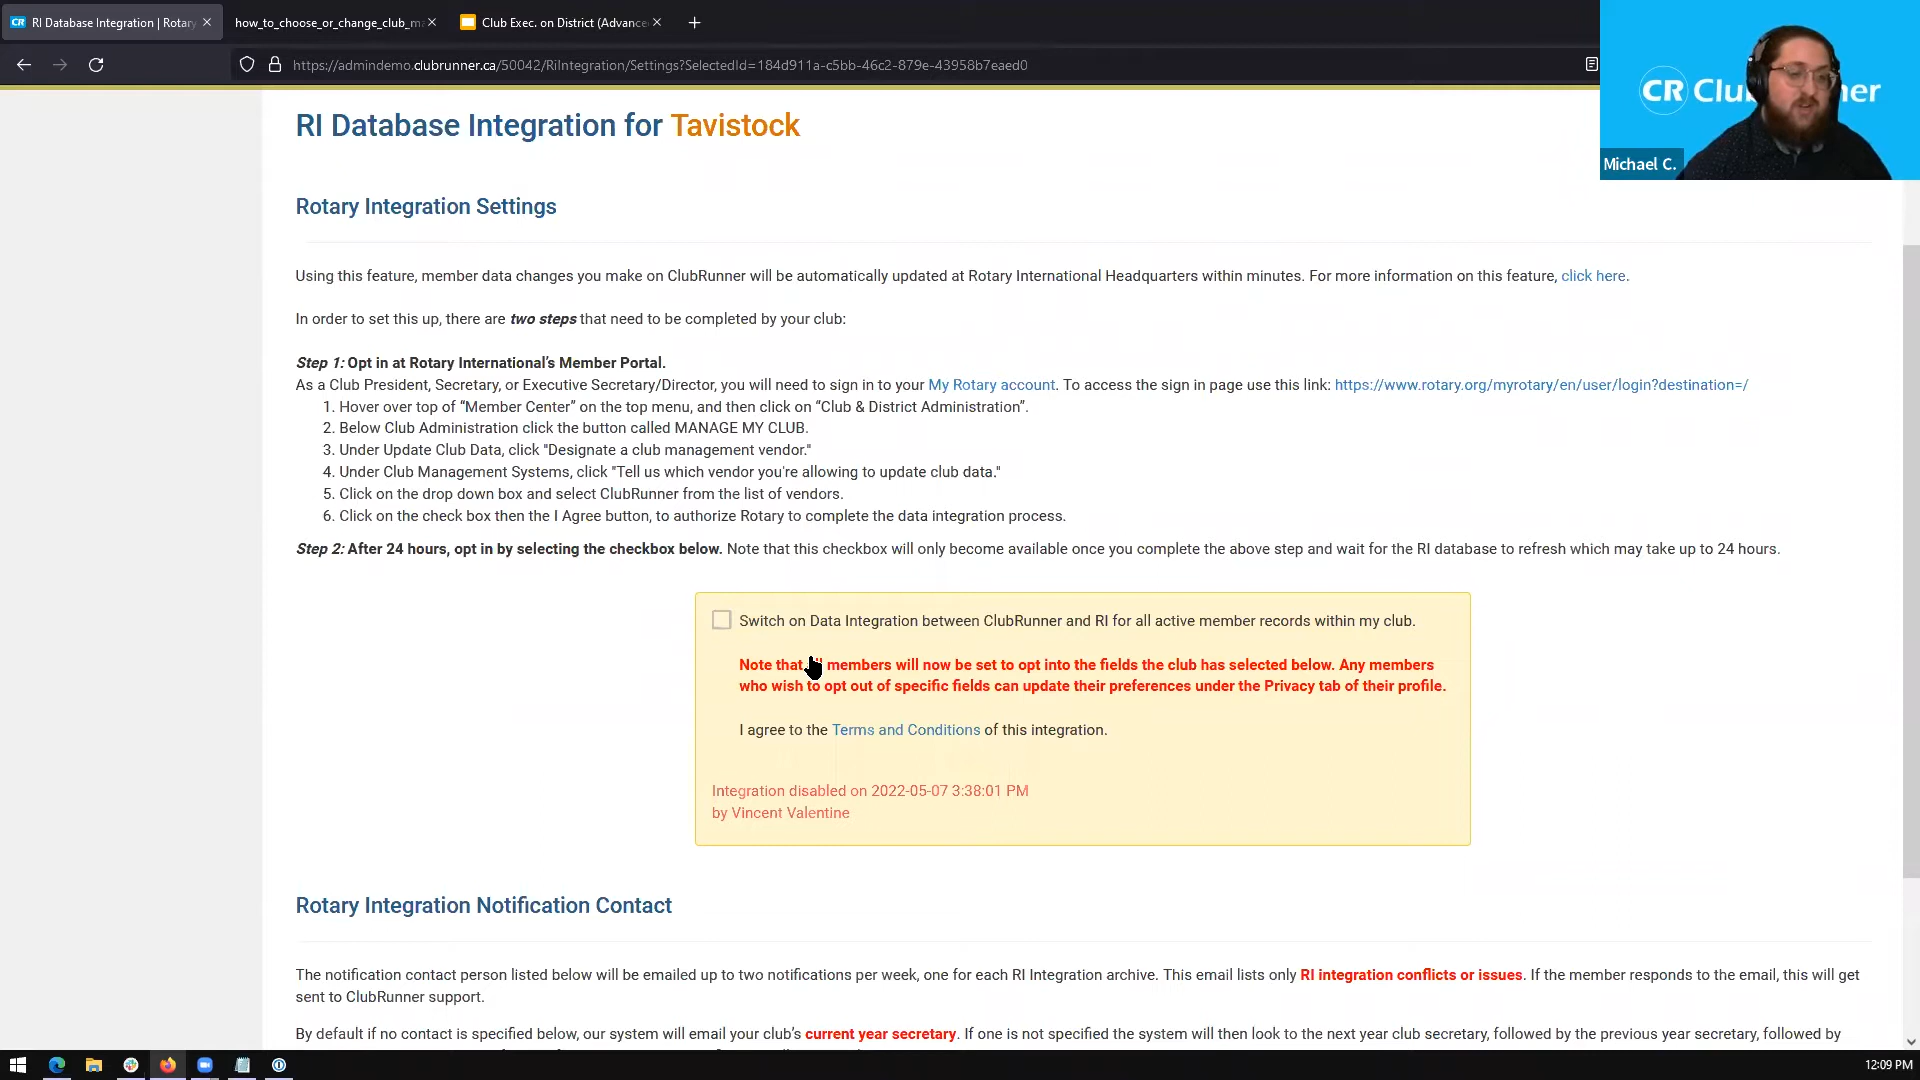 RI Database Integration | Rotary
how_to_choose_or_change_club_m
Club Exec. on District (Advance
https://admindemo.clubrunner.ca/50042/RiIntegration/Settings?SelectedId=184d911a-c5bb-46c2-879e-43958b7eaed0
CR Clu er
Michael C.
RI Database Integration for Tavistock
Rotary Integration Settings
Using this feature, member data changes you make on ClubRunner will be automatically updated at Rotary International Headquarters within minutes. For more information on this feature, click here.
In order to set this up, there are two steps that need to be completed by your club:
Step 1: Opt in at Rotary International's Member Portal.
As a Club President, Secretary, or Executive Secretary/Director, you will need to sign in to your My Rotary account. To access the sign in page use this link: https://www.rotary.org/myrotary/en/user/login?destination=/
1. Hover over top of “Member Center” on the top menu, and then click on “Club & District Administration”.
2. Below Club Administration click the button called MANAGE MY CLUB.
3. Under Update Club Data, click "Designate a club management vendor."
4. Under Club Management Systems, click "Tell us which vendor you're allowing to update club data."
5. Click on the drop down box and select ClubRunner from the list of vendors.
6. Click on the check box then the I Agree button, to authorize Rotary to complete the data integration process.
Step 2: After 24 hours, opt in by selecting the checkbox below. Note that this checkbox will only become available once you complete the above step and wait for the RI database to refresh which may take up to 24 hours.
Switch on Data Integration between ClubRunner and RI for all active member records within my club.
Note that members will now be set to opt into the fields the club has selected below. Any members
who wish to opt out of specific fields can update their preferences under the Privacy tab of their profile.
I agree to the Terms and Conditions of this integration.
Integration disabled on 2022-05-07 3:38:01 PM
by Vincent Valentine
Rotary Integration Notification Contact
The notification contact person listed below will be emailed up to two notifications per week, one for each RI Integration archive. This email lists only RI integration conflicts or issues. If the member responds to the email, this will get
sent to ClubRunner support.
By default if no contact is specified below, our system will email your club's current year secretary. If one is not specified the system will then look to the next year club secretary, followed by the previous year secretary, followed by
12:09 PM